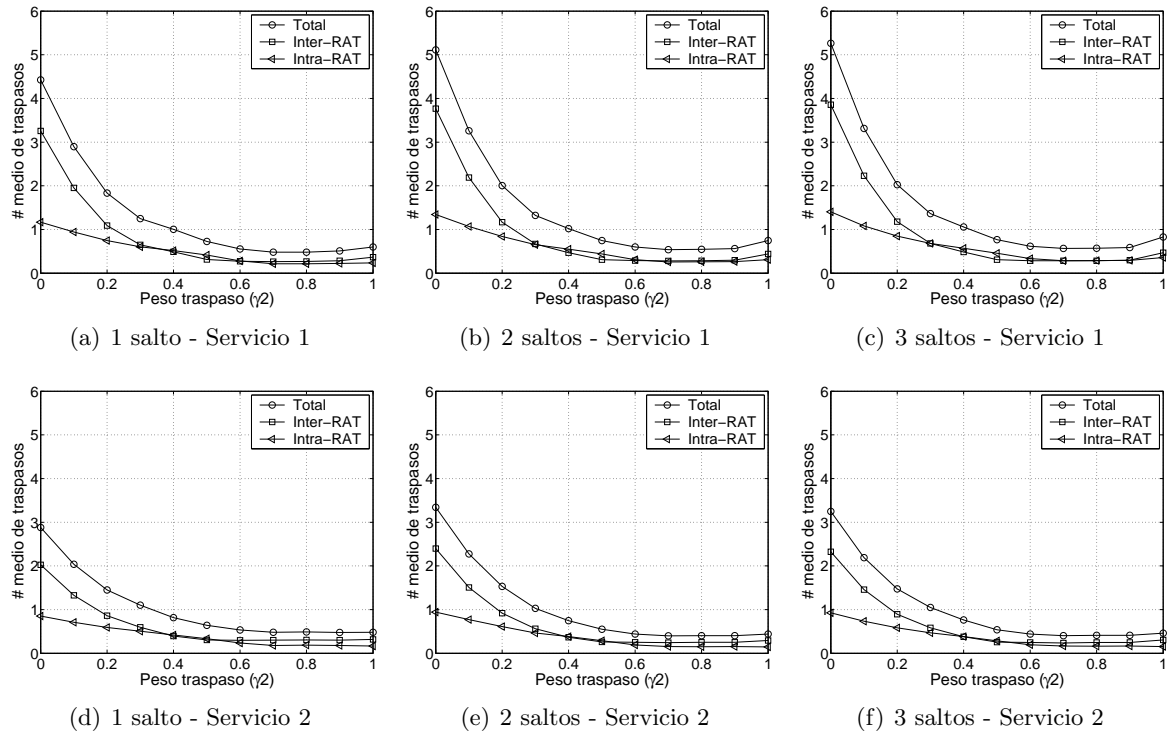 6
5
4
3
2
1
0
# medio de traspasos
0 0.2 0.4 0.6 0.8 1
Peso traspaso (γ2)
Total
Inter−RAT
Intra−RAT
(a) 1 salto - Servicio 1
6
5
4
3
2
1
0
# medio de traspasos
0 0.2 0.4 0.6 0.8 1
Peso traspaso (γ2)
Total
Inter−RAT
Intra−RAT
(b) 2 saltos - Servicio 1
6
5
4
3
2
1
0
# medio de traspasos
0 0.2 0.4 0.6 0.8 1
Peso traspaso (γ2)
Total
Inter−RAT
Intra−RAT
(c) 3 saltos - Servicio 1
6
5
4
3
2
1
0
# medio de traspasos
0 0.2 0.4 0.6 0.8 1
Peso traspaso (γ2)
Total
Inter−RAT
Intra−RAT
(d) 1 salto - Servicio 2
6
5
4
3
2
1
0
# medio de traspasos
0 0.2 0.4 0.6 0.8 1
Peso traspaso (γ2)
Total
Inter−RAT
Intra−RAT
(e) 2 saltos - Servicio 2
6
5
4
3
2
1
0
# medio de traspasos
0 0.2 0.4 0.6 0.8 1
Peso traspaso (γ2)
Total
Inter−RAT
Intra−RAT
(f) 3 saltos - Servicio 2